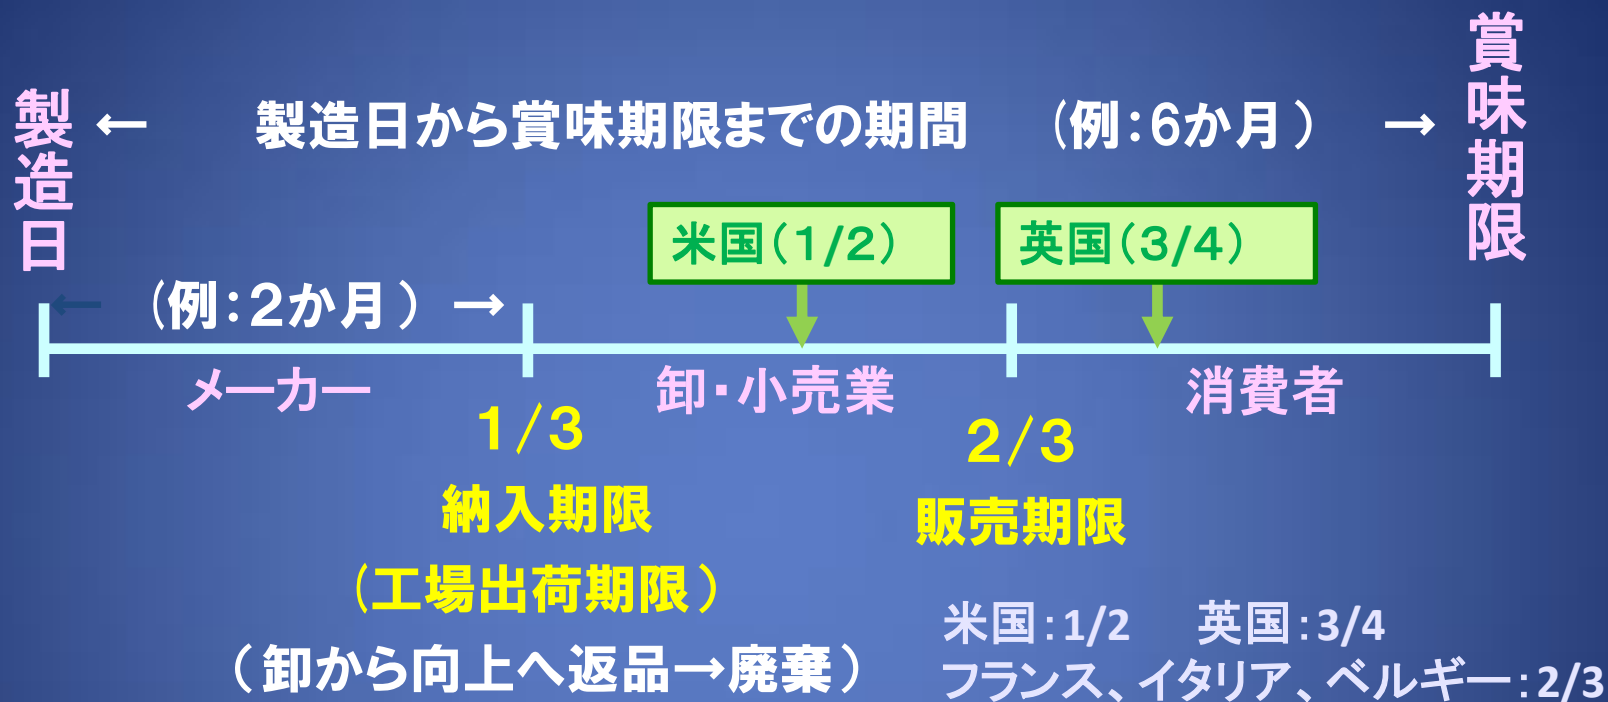 製造日
← 製造日から賞味期限までの期間 (例:6か月) →
賞味期限
米国(1/2)
英国(3/4)
← (例:2か月) →
メーカー
卸・小売業
消費者
1/3
納入期限
(工場出荷期限)
(卸から向上へ返品→廃棄)
2/3
販売期限
米国:1/2 英国:3/4
フランス、イタリア、ベルギー:2/3